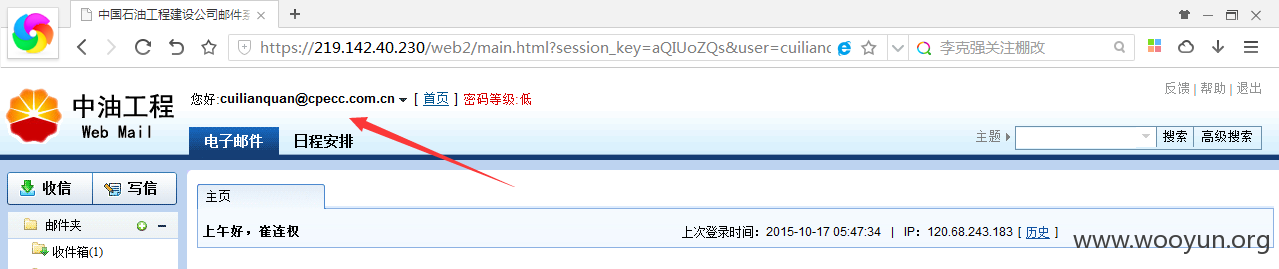 中国石油工程建设公司邮件系
https://219.142.40.230/web2/main.html?session_key=aQIUoZQs&user=cuilianq
李克强关注棚改
反馈 | 帮助 | 退出
中油工程
Web Mail
您好:cuilianquan@cpecc.com.cn [ 首页 ] 密码等级:低
电子邮件 日程安排
主题 搜索 高级搜索
收信 写信
主页
邮件夹
上午好，崔连权
上次登录时间：2015-10-17 05:47:34 | IP：120.68.243.183 [ 历史 ]
收件箱(1)
www.wooyun.org